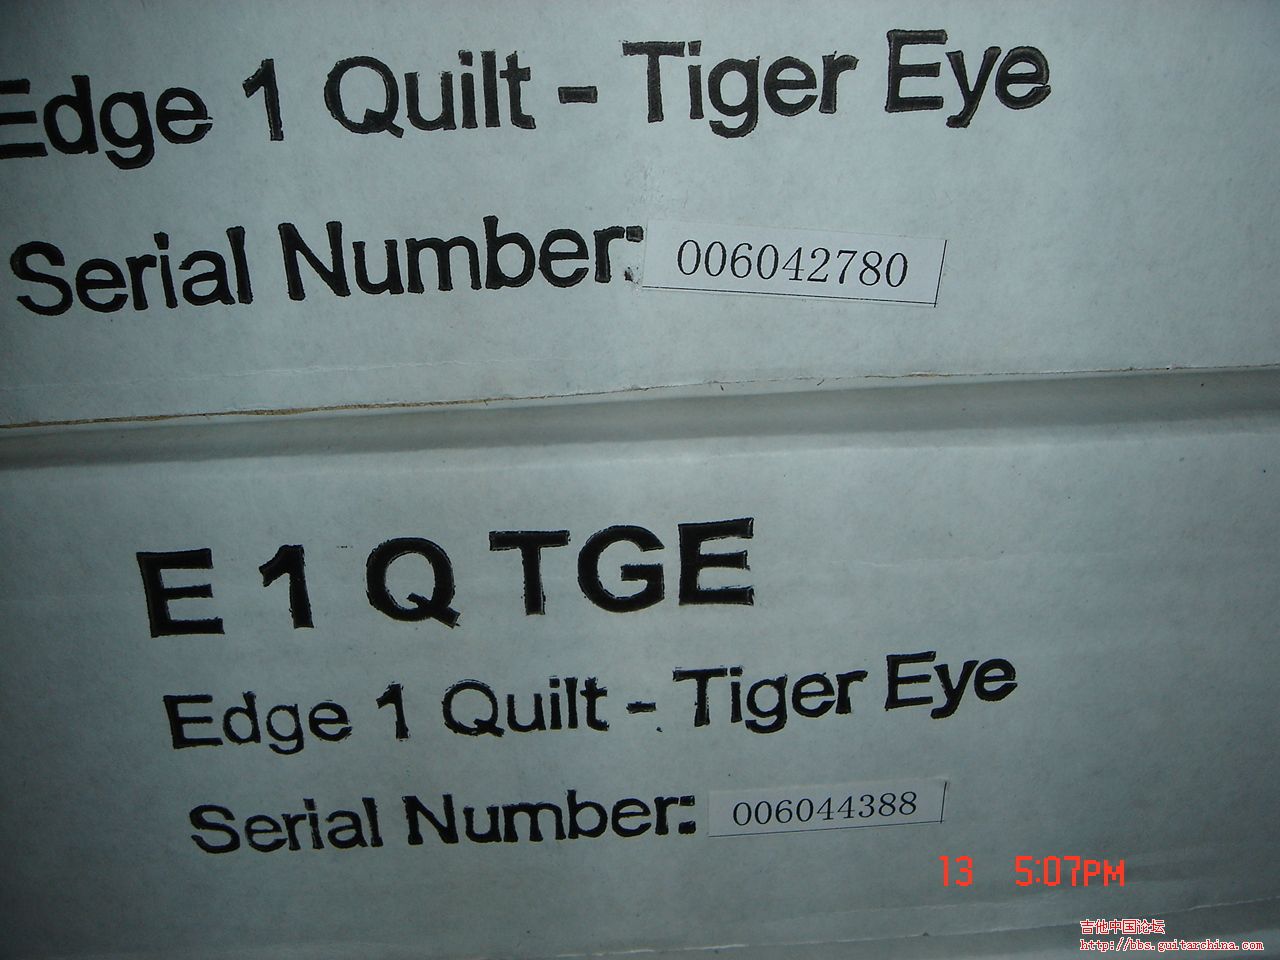 Edge 1 Quilt - Tiger Eye
Serial Number: 006042780
E 1 Q TGE
Edge 1 Quilt - Tiger Eye
Serial Number: 006044388
13 5:07PM
吉他中国论坛
http://bbs.guitarchina.com